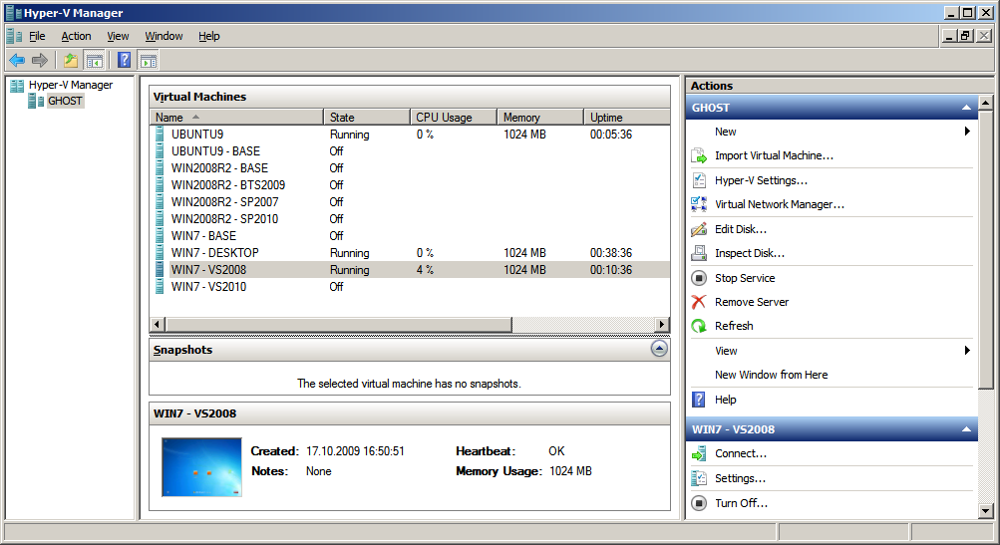 Hyper-V Manager
File Action View Window Help
Hyper-V Manager
GHOST
Virtual Machines
Name State CPU Usage Memory Uptime
UBUNTU9 Running 0 % 1024 MB 00:05:36
UBUNTU9 - BASE Off
WIN2008R2 - BASE Off
WIN2008R2 - BTS2009 Off
WIN2008R2 - SP2007 Off
WIN2008R2 - SP2010 Off
WIN7 - BASE Off
WIN7 - DESKTOP Running 0 % 1024 MB 00:38:36
WIN7 - VS2008 Running 4 % 1024 MB 00:10:36
WIN7 - VS2010 Off
Snapshots
The selected virtual machine has no snapshots.
WIN7 - VS2008
Created: 17.10.2009 16:50:51 Heartbeat: OK
Notes: None Memory Usage: 1024 MB
Actions
GHOST
New
Import Virtual Machine...
Hyper-V Settings...
Virtual Network Manager...
Edit Disk...
Inspect Disk...
Stop Service
Remove Server
Refresh
View
New Window from Here
Help
WIN7 - VS2008
Connect...
Settings...
Turn Off...